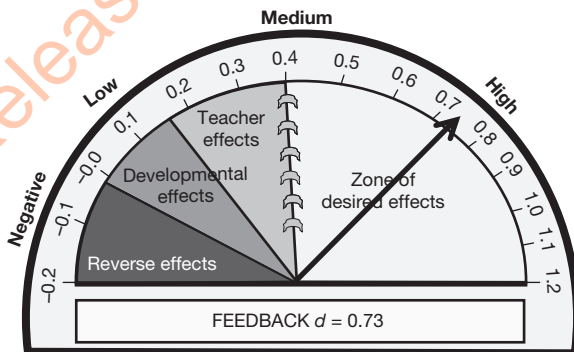 Medium
Low
High
Negative
Releas
−0.2
−0.1
−0.0
0.1
0.2
0.3
0.4
0.5
0.6
0.7
0.8
0.9
1.0
1.1
1.2
Teacher
effects
Developmental
effects
Reverse effects
Zone of
desired effects
FEEDBACK d = 0.73